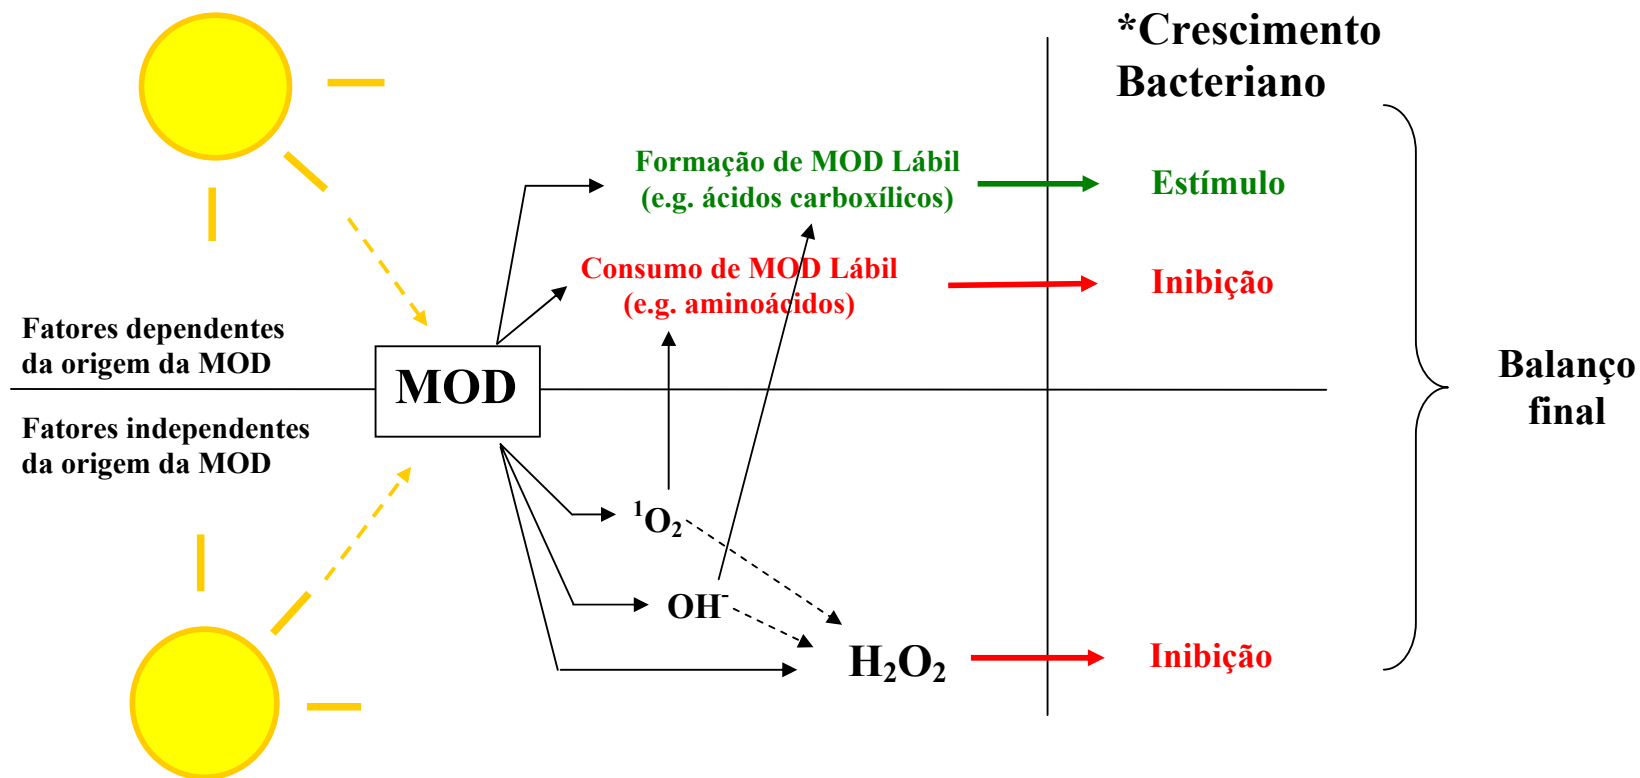 *Crescimento
Bacteriano
Formação de MOD Lábil
(e.g. ácidos carboxílicos)
Estímulo
Consumo de MOD Lábil
(e.g. aminoácidos)
Inibição
Fatores dependentes
da origem da MOD
MOD
Balanço
final
Fatores independentes
da origem da MOD
¹O₂
OH⁻
H₂O₂
Inibição